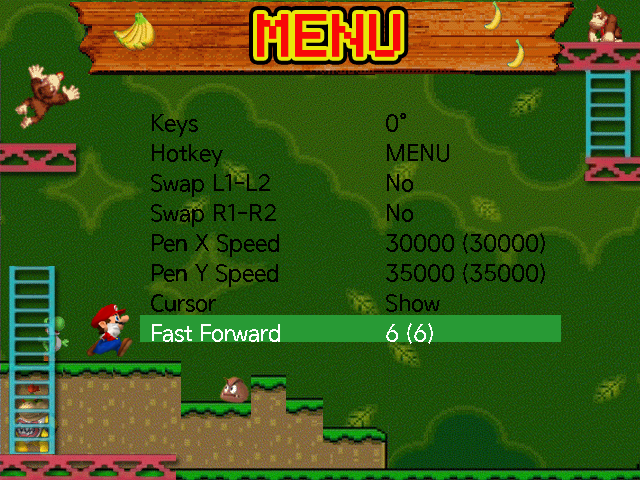 MENU
Keys 0°
Hotkey MENU
Swap L1-L2 No
Swap R1-R2 No
Pen X Speed 30000 (30000)
Pen Y Speed 35000 (35000)
Cursor Show
Fast Forward 6 (6)